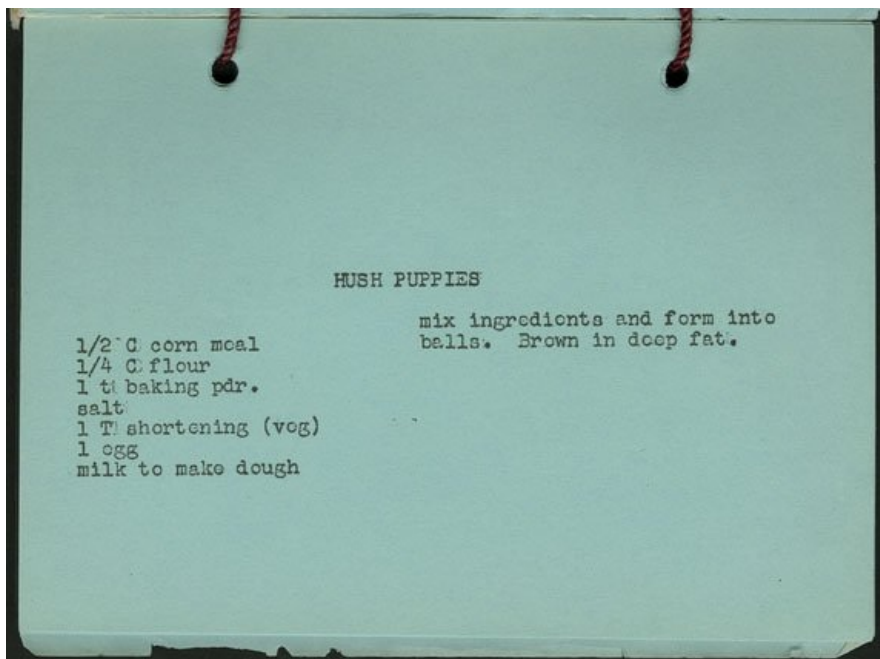 HUSH PUPPIES
1/2 C corn meal
1/4 C flour
1 t baking pdr.
salt
1 T shortening (veg)
1 egg
milk to make dough
mix ingredients and form into
balls. Brown in deep fat.